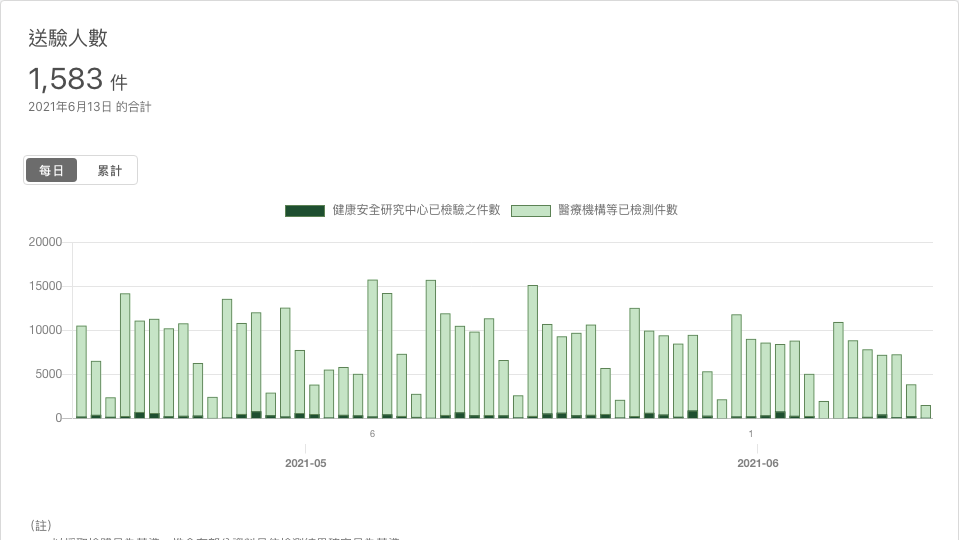 送驗人數
1,583 件
2021年6月13日 的合計
每日 累計
健康安全研究中心已檢驗之件數 醫療機構等已檢測件數
20000
15000
10000
5000
0
6 1
2021-05 2021-06
(註)